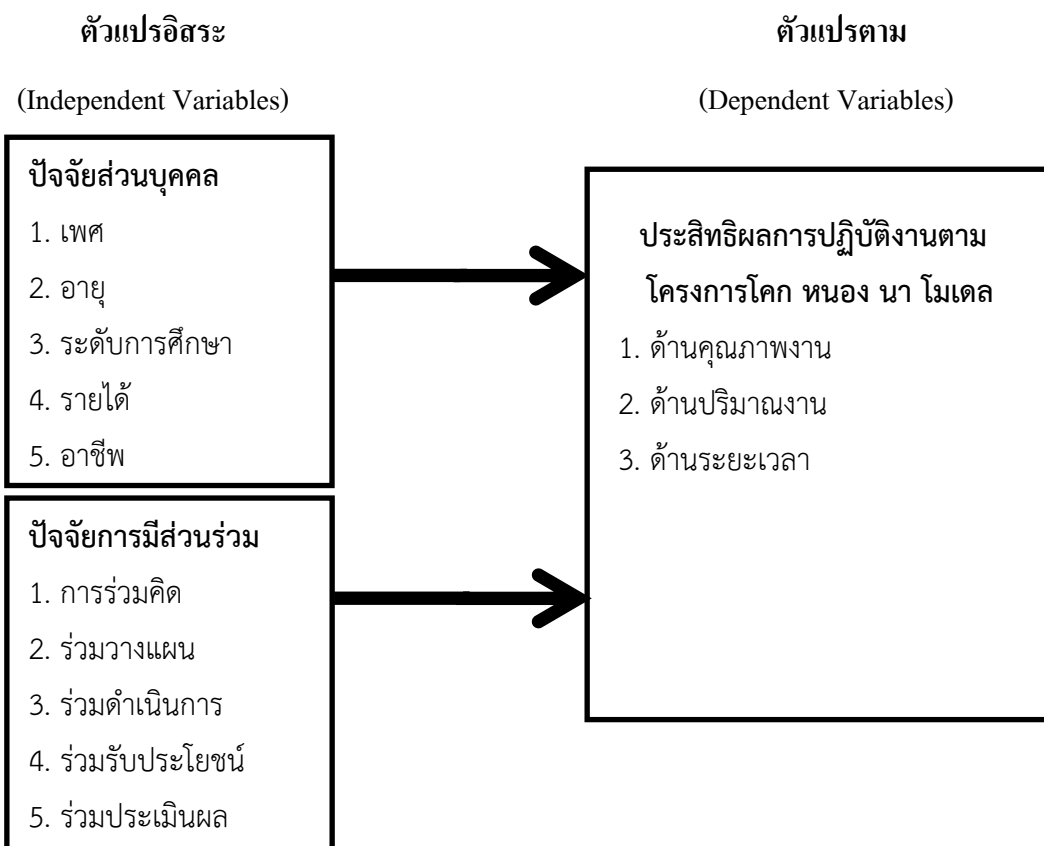 ตัวแปรอิสระ
(Independent Variables)
ปัจจัยส่วนบุคคล
1. เพศ
2. อายุ
3. ระดับการศึกษา
4. รายได้
5. อาชีพ
ปัจจัยการมีส่วนร่วม
1. การร่วมคิด
2. ร่วมวางแผน
3. ร่วมดำเนินการ
4. ร่วมรับประโยชน์
5. ร่วมประเมินผล
ตัวแปรตาม
(Dependent Variables)
ประสิทธิผลการปฏิบัติงานตาม
โครงการโคก หนอง นา โมเดล
1. ด้านคุณภาพงาน
2. ด้านปริมาณงาน
3. ด้านระยะเวลา